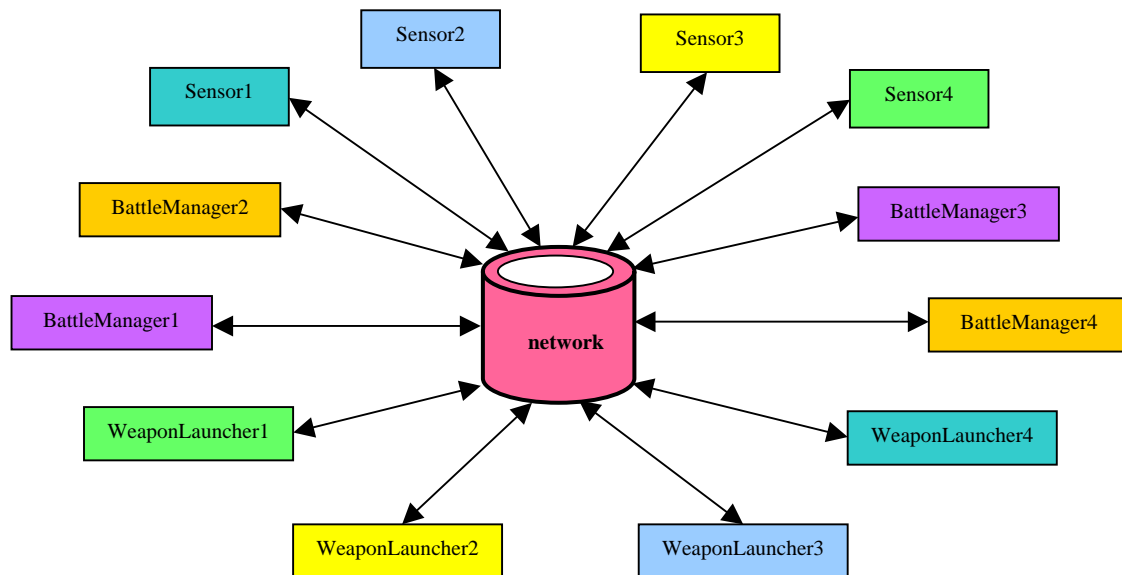 Sensor2
Sensor3
Sensor1
Sensor4
BattleManager2
BattleManager3
BattleManager1
network
BattleManager4
WeaponLauncher1
WeaponLauncher4
WeaponLauncher2
WeaponLauncher3